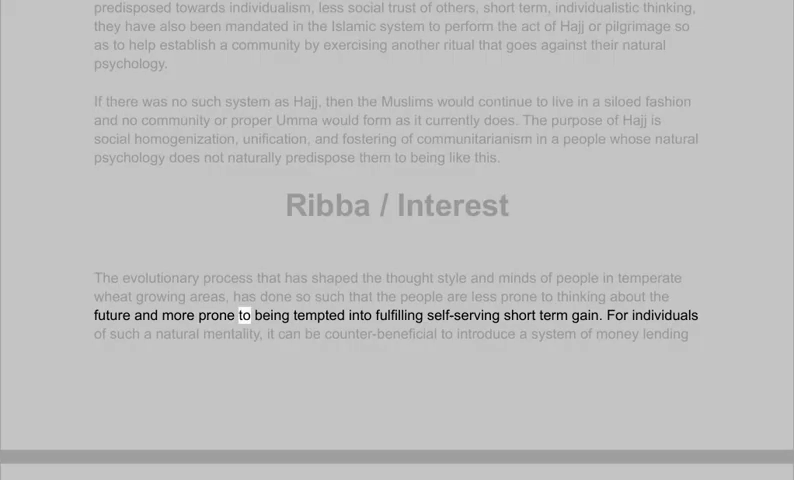 predisposed towards individualism, less social trust of others, short term, individualistic thinking,
they have also been mandated in the Islamic system to perform the act of Hajj or pilgrimage so
as to help establish a community by exercising another ritual that goes against their natural
psychology.
If there was no such system as Hajj, then the Muslims would continue to live in a siloed fashion
and no community or proper Umma would form as it currently does. The purpose of Hajj is
social homogenization, unification, and fostering of communitarianism in a people whose natural
psychology does not naturally predispose them to being like this.
Ribba / Interest
The evolutionary process that has shaped the thought style and minds of people in temperate
wheat growing areas, has done so such that the people are less prone to thinking about the
future and more prone to being tempted into fulfilling self-serving short term gain. For individuals
of such a natural mentality, it can be counter-beneficial to introduce a system of money lending